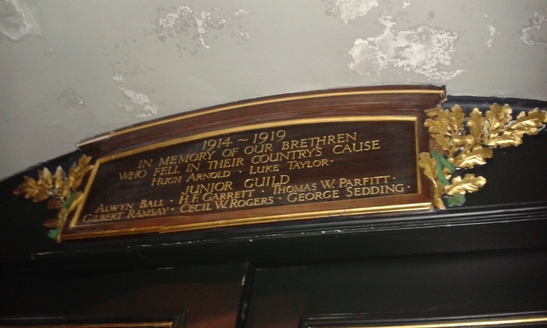 1914 ~ 1919
IN MEMORY OF OUR BRETHREN
WHO FELL IN THEIR COUNTRY'S CAUSE
HUGH ARNOLD · LUKE TAYLOR·
JUNIOR GUILD
ALWYN BALL · H.F. GARRETT · THOMAS W. PARFITT·
GILBERT RAMSAY · CECIL W. ROGERS · GEORGE SEDDING·